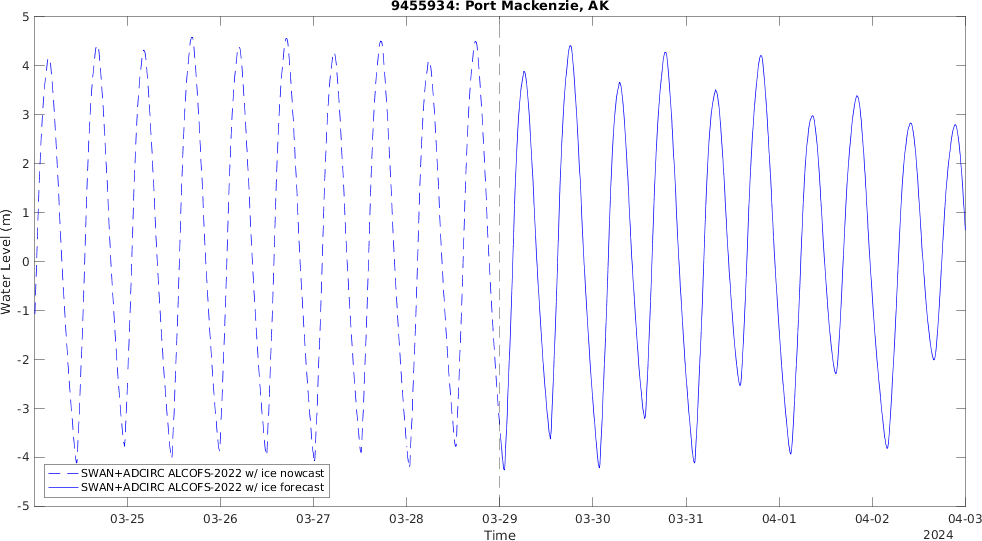 9455934: Port Mackenzie, AK
5
4
3
2
1
0
-1
-2
-3
-4
-5
Water Level (m)
SWAN+ADCIRC ALCOFS-2022 w/ ice nowcast
SWAN+ADCIRC ALCOFS-2022 w/ ice forecast
03-25 03-26 03-27 03-28 03-29 03-30 03-31 04-01 04-02 04-03
Time
2024